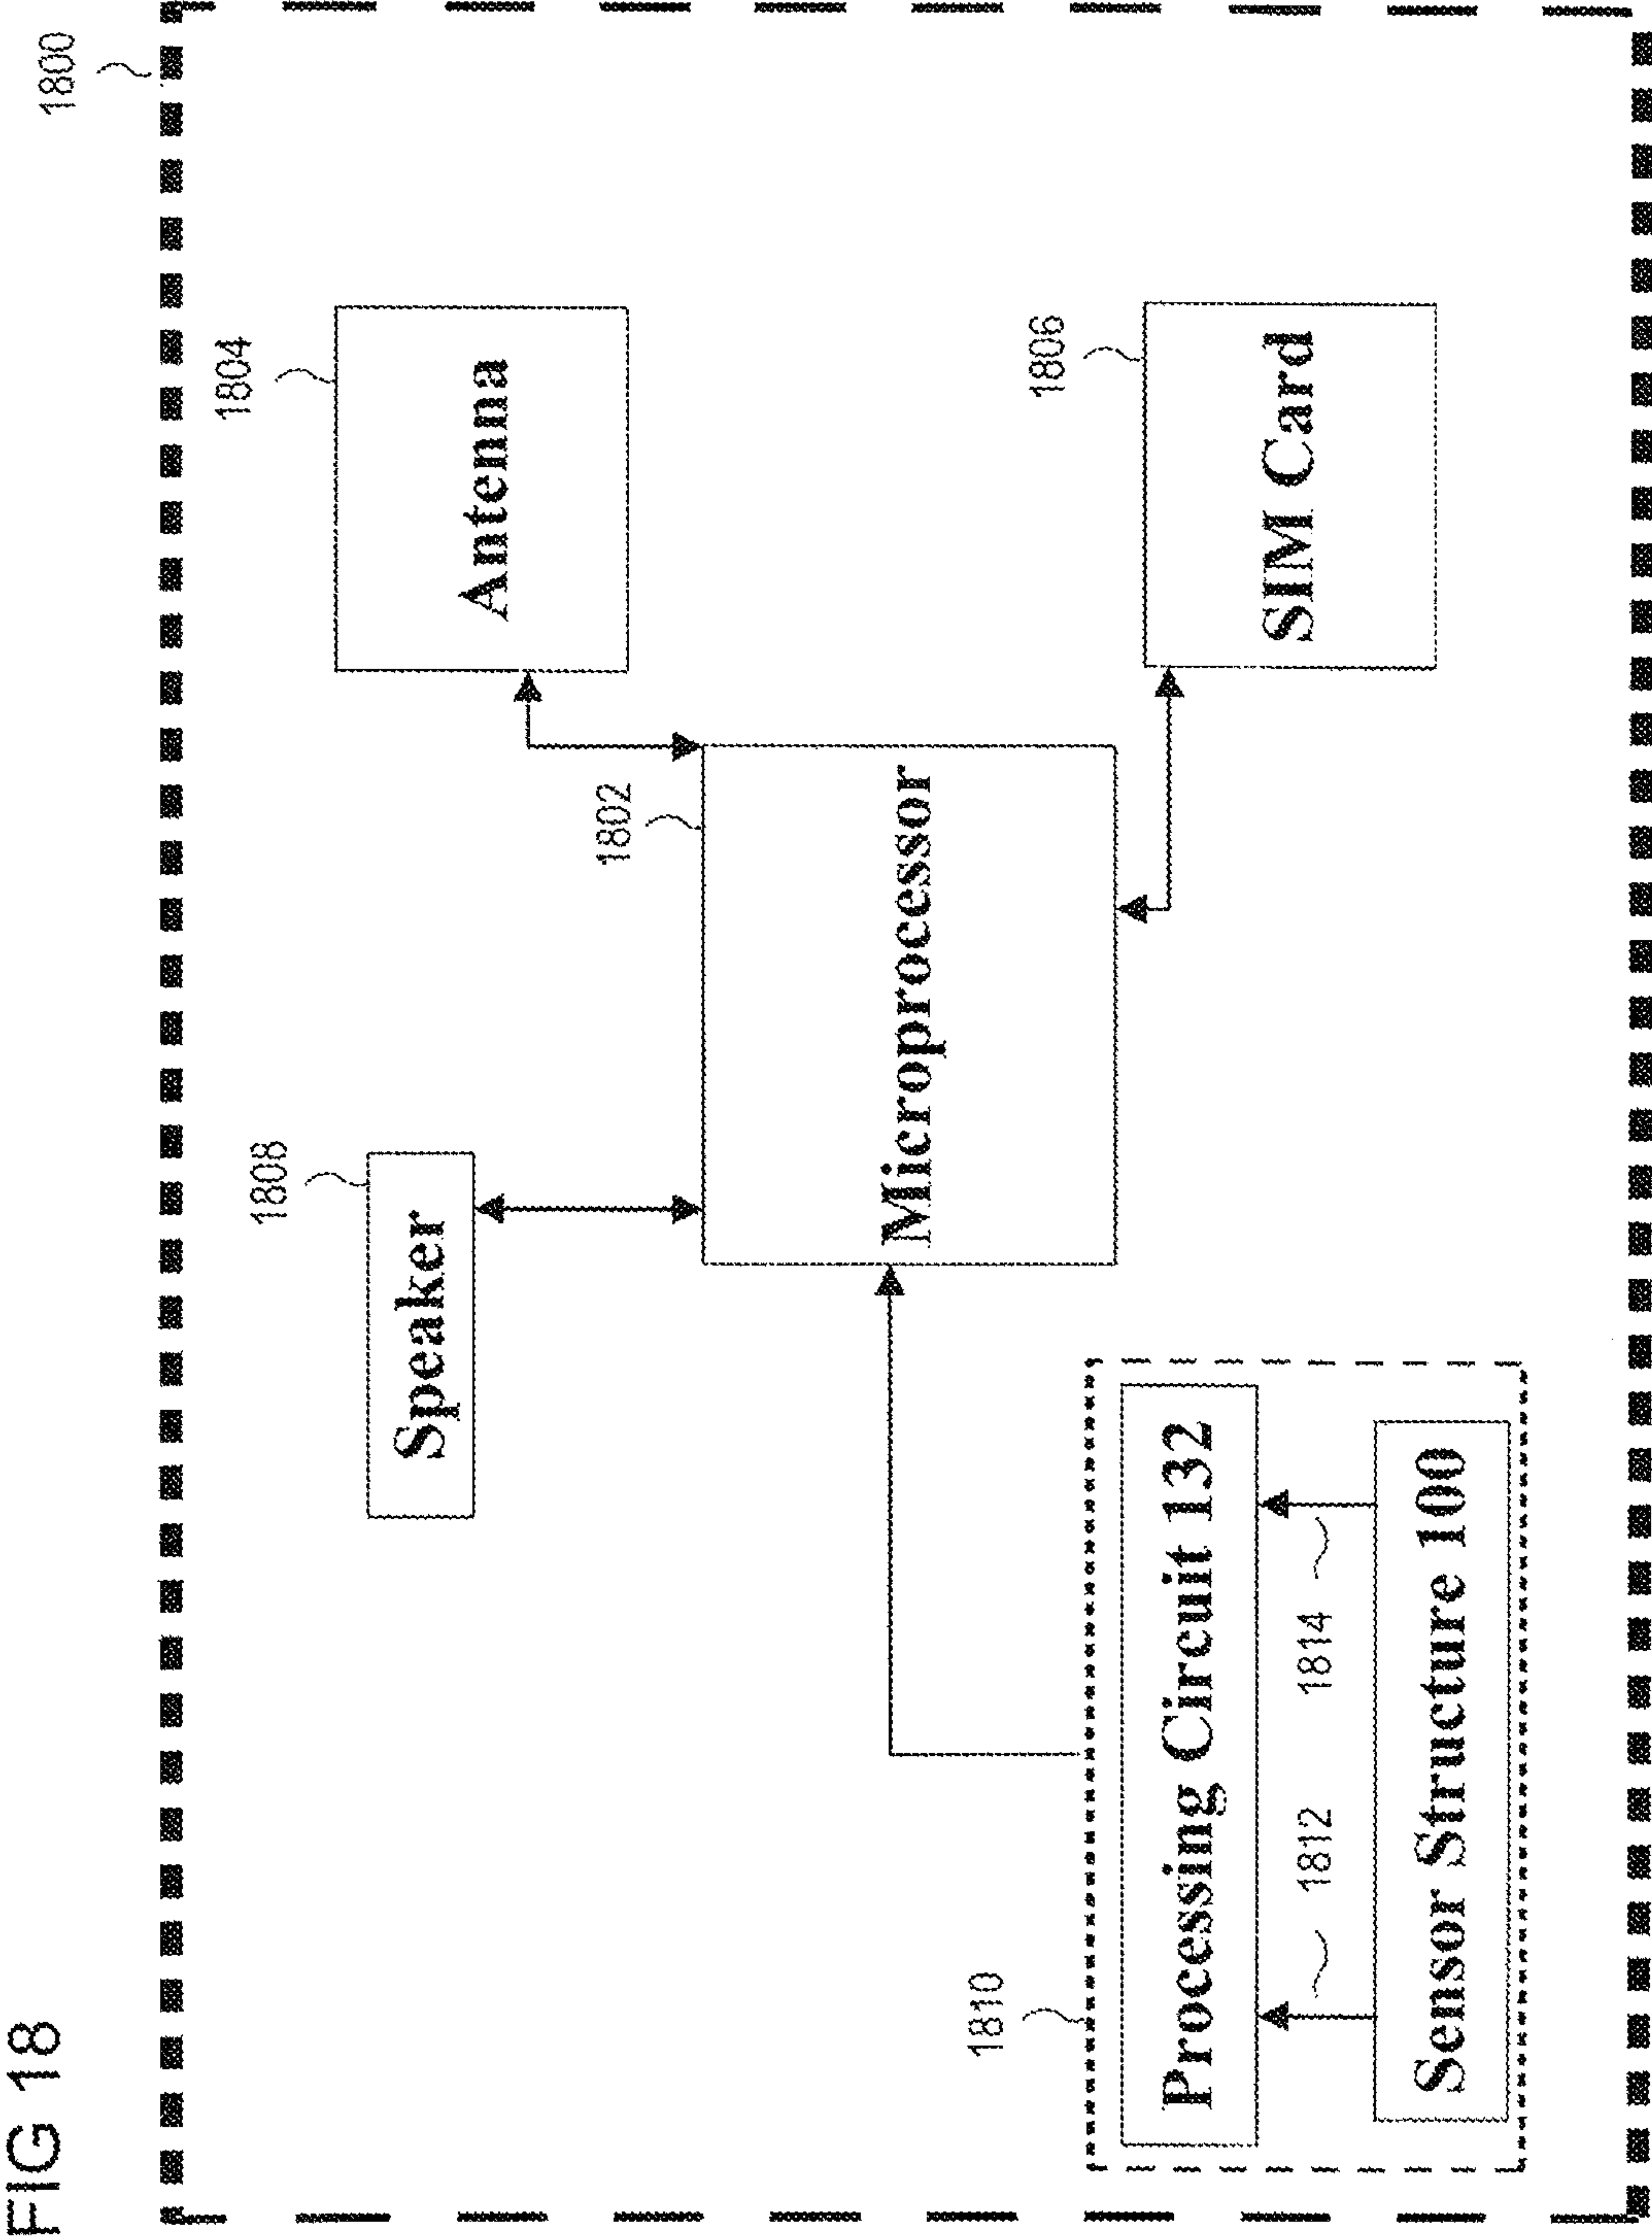 FIG 18
1800
1808
Speaker
1804
Antenna
1802
Microprocessor
1810
Processing Circuit 132
1812
1814
Sensor Structure 100
1806
SIM Card